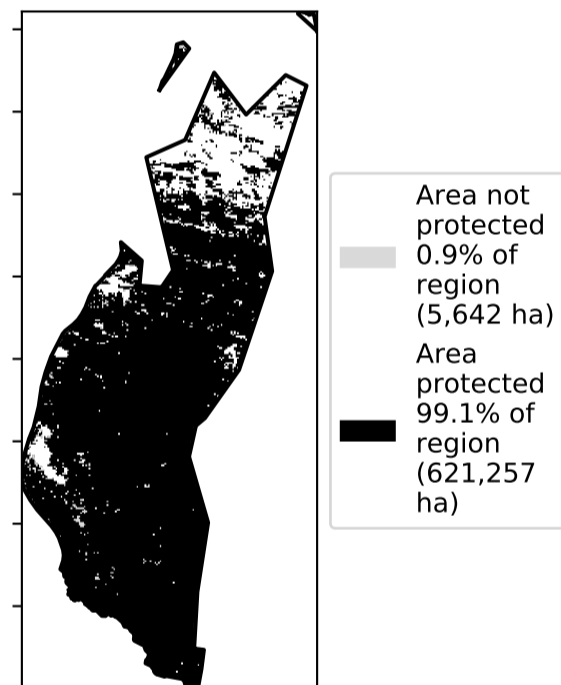 Area not
protected
0.9% of
region
(5,642 ha)
Area
protected
99.1% of
region
(621,257
ha)